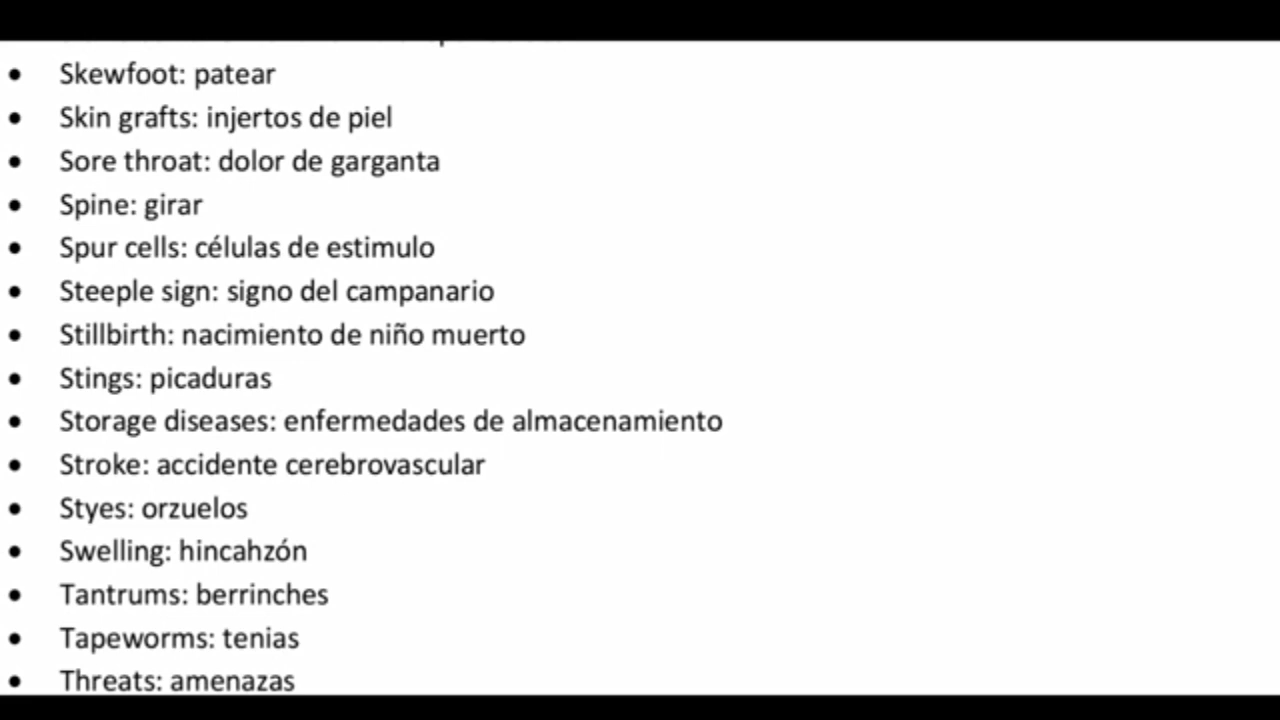 • Skewfoot: patear
• Skin grafts: injertos de piel
• Sore throat: dolor de garganta
• Spine: girar
• Spur cells: células de estimulo
• Steeple sign: signo del campanario
• Stillbirth: nacimiento de niño muerto
• Stings: picaduras
• Storage diseases: enfermedades de almacenamiento
• Stroke: accidente cerebrovascular
• Styes: orzuelos
• Swelling: hincahzón
• Tantrums: berrinches
• Tapeworms: tenias
• Threats: amenazas